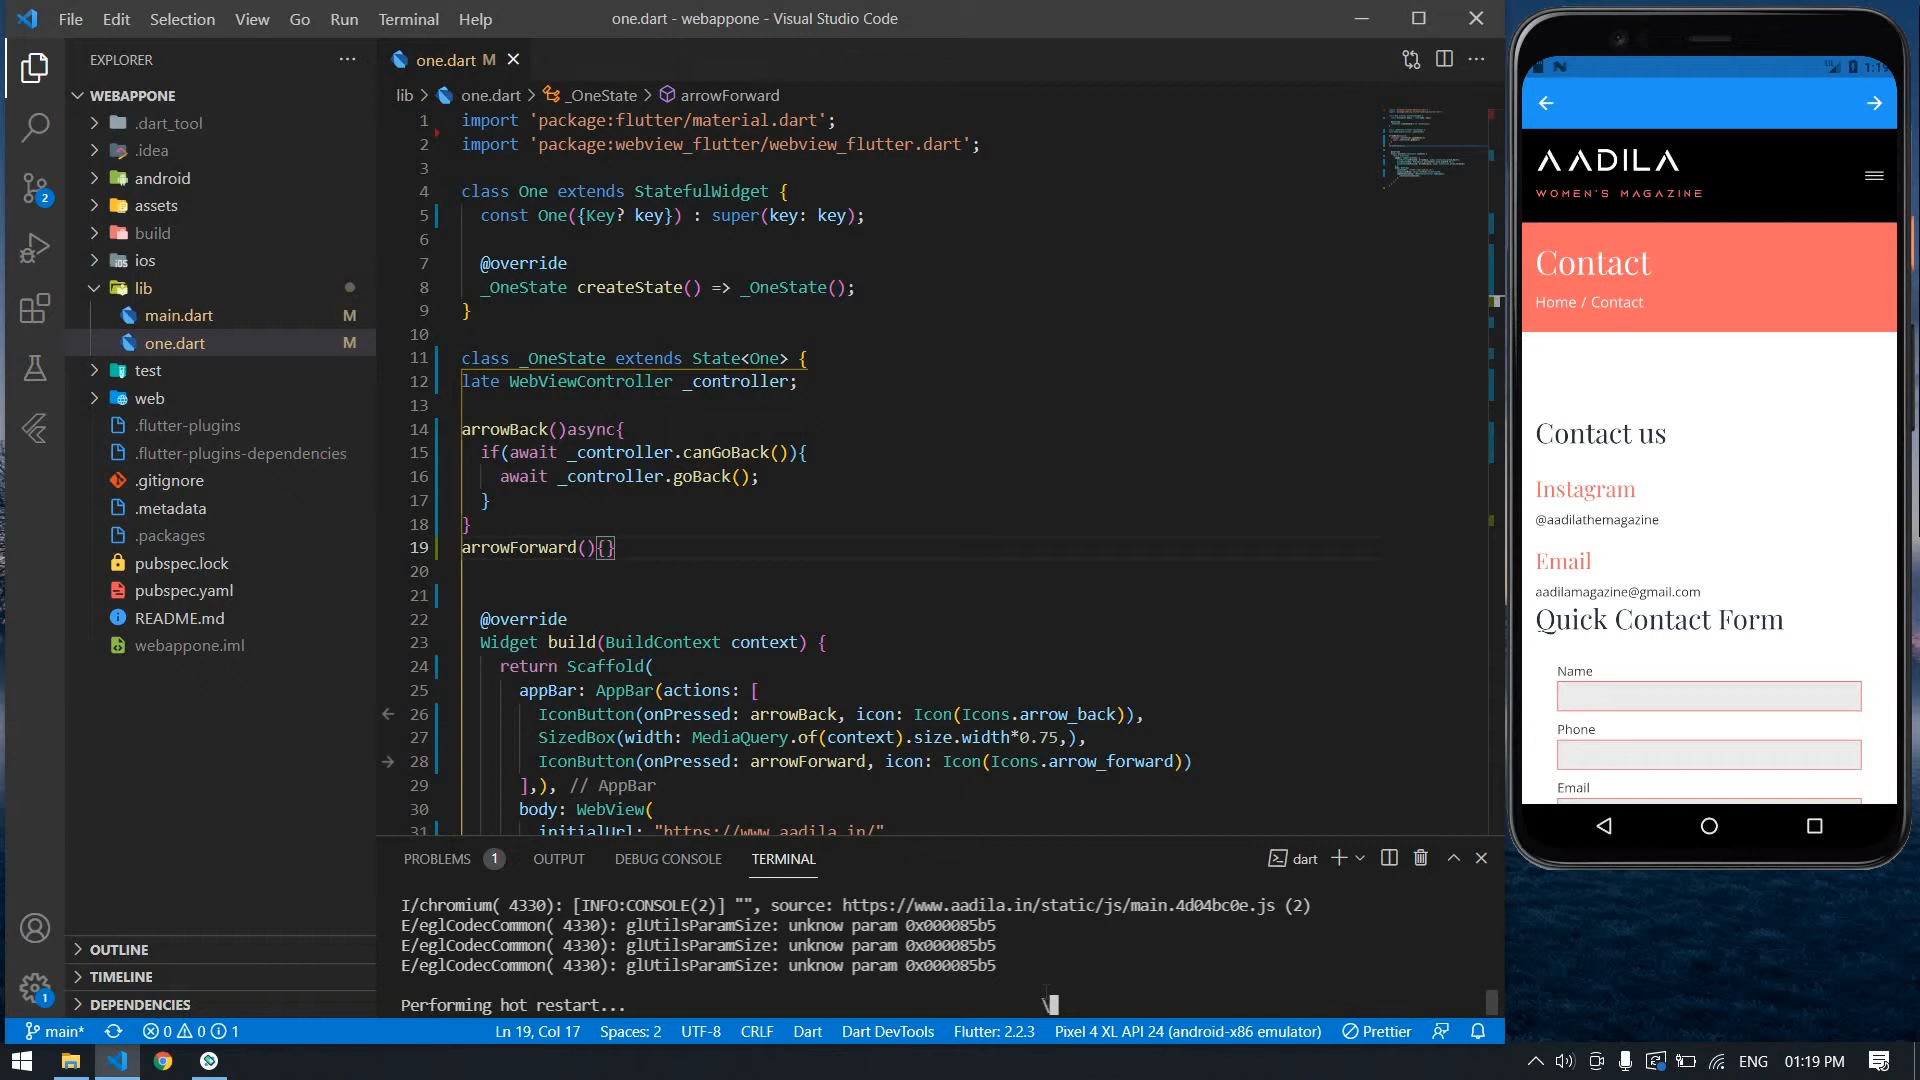 File Edit Selection View Go Run Terminal Help
one.dart - webappone - Visual Studio Code
EXPLORER
WEBAPPONE
.dart_tool
.idea
android
assets
build
ios
lib
main.dart M
one.dart M
test
web
.flutter-plugins
.flutter-plugins-dependencies
.gitignore
.metadata
.packages
pubspec.lock
pubspec.yaml
README.md
webappone.iml
OUTLINE
TIMELINE
DEPENDENCIES
2
1
one.dart M
lib > one.dart > _OneState > arrowForward
1 import 'package:flutter/material.dart';
2 import 'package:webview_flutter/webview_flutter.dart';
3
4 class One extends StatefulWidget {
5 const One({Key? key}) : super(key: key);
6
7 @override
8 _OneState createState() => _OneState();
9 }
10
11 class _OneState extends State<One> {
12 late WebViewController _controller;
13
14 arrowBack()async{
15 if(await _controller.canGoBack()){
16 await _controller.goBack();
17 }
18 }
19 arrowForward(){}
20
21
22 @override
23 Widget build(BuildContext context) {
24 return Scaffold(
25 appBar: AppBar(actions: [
26 IconButton(onPressed: arrowBack, icon: Icon(Icons.arrow_back)),
27 SizedBox(width: MediaQuery.of(context).size.width*0.75,),
28 IconButton(onPressed: arrowForward, icon: Icon(Icons.arrow_forward))
29 ],), // AppBar
30 body: WebView(
31 initialUrl: "https://www.aadila.in/"
PROBLEMS 1 OUTPUT DEBUG CONSOLE TERMINAL
dart
I/chromium( 4330): [INFO:CONSOLE(2)] "", source: https://www.aadila.in/static/js/main.4d04bc0e.js (2)
E/eglCodecCommon( 4330): glUtilsParamSize: unknow param 0x000085b5
E/eglCodecCommon( 4330): glUtilsParamSize: unknow param 0x000085b5
E/eglCodecCommon( 4330): glUtilsParamSize: unknow param 0x000085b5
Performing hot restart... \
main* 0 0 1
Ln 19, Col 17 Spaces: 2 UTF-8 CRLF Dart Dart DevTools Flutter: 2.2.3 Pixel 4 XL API 24 (android-x86 emulator) Prettier
ENG 01:19 PM
1:19
AADILA
WOMEN'S MAGAZINE
Contact
Home / Contact
Contact us
Instagram
@aadilathemagazine
Email
aadilamagazine@gmail.com
Quick Contact Form
Name
Phone
Email